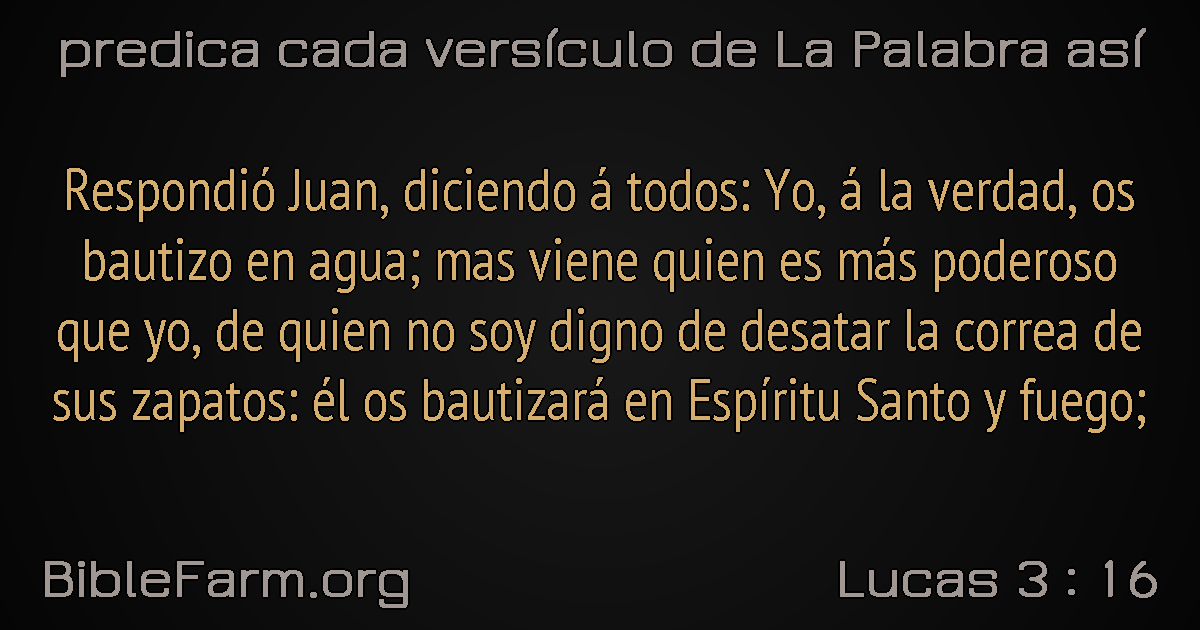 predica cada versículo de La Palabra así
Respondió Juan, diciendo á todos: Yo, á la verdad, os
bautizo en agua; mas viene quien es más poderoso
que yo, de quien no soy digno de desatar la correa de
sus zapatos: él os bautizará en Espíritu Santo y fuego;
BibleFarm.org
Lucas 3 : 16